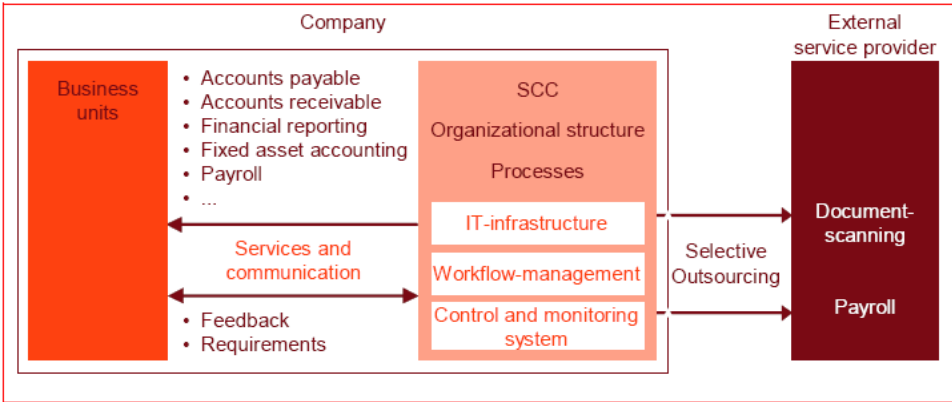 Company
External
service provider
Business
units
• Accounts payable
• Accounts receivable
• Financial reporting
• Fixed asset accounting
• Payroll
• ...
Services and
communication
• Feedback
• Requirements
SCC
Organizational structure
Processes
IT-infrastructure
Workflow-management
Control and monitoring
system
Selective
Outsourcing
Document-
scanning
Payroll